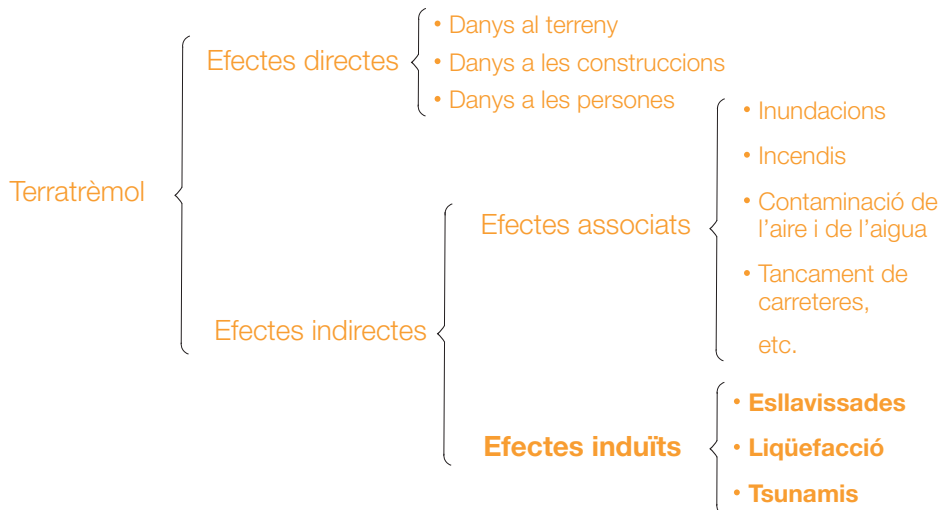 Terratrèmol
Efectes directes
• Danys al terreny
• Danys a les construccions
• Danys a les persones
Efectes indirectes
Efectes associats
• Inundacions
• Incendis
• Contaminació de
l'aire i de l'aigua
• Tancament de
carreteres,
etc.
Efectes induïts
• Esllavissades
• Liqüefacció
• Tsunamis